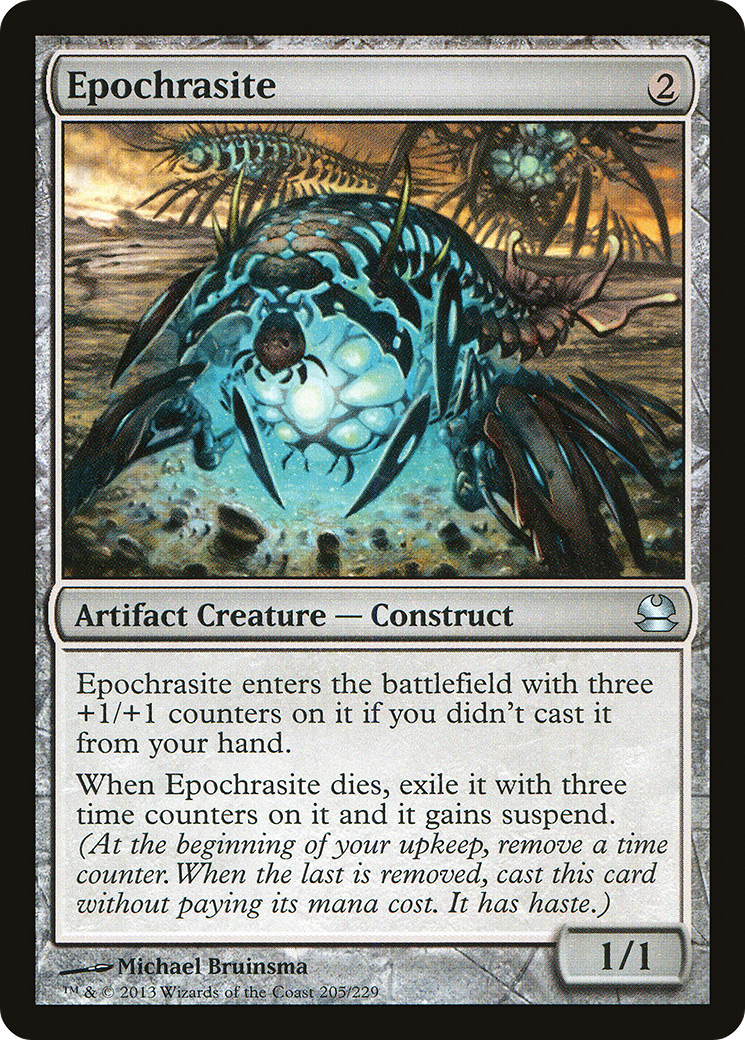 Epochrasite
2
Artifact Creature — Construct
Epochrasite enters the battlefield with three
+1/+1 counters on it if you didn't cast it
from your hand.
When Epochrasite dies, exile it with three
time counters on it and it gains suspend.
(At the beginning of your upkeep, remove a time
counter. When the last is removed, cast this card
without paying its mana cost. It has haste.)
1/1
Michael Bruinsma
™ & © 2013 Wizards of the Coast 205/229